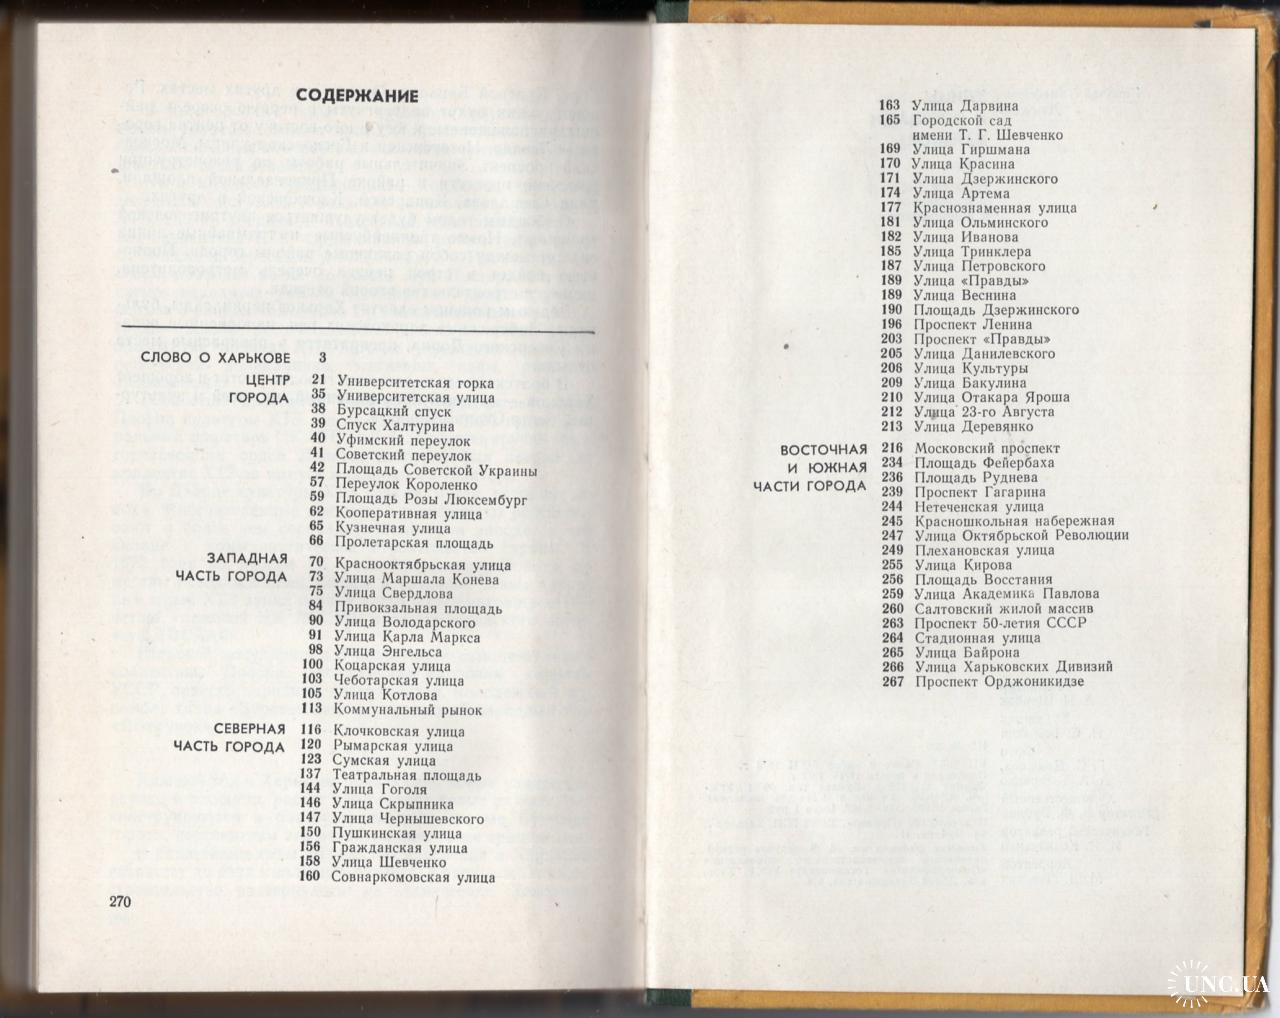 СОДЕРЖАНИЕ
СЛОВО О ХАРЬКОВЕ 3
ЦЕНТР ГОРОДА
21 Университетская горка
35 Университетская улица
38 Бурсацкий спуск
39 Спуск Халтурина
40 Уфимский переулок
41 Советский переулок
42 Площадь Советской Украины
57 Переулок Короленко
59 Площадь Розы Люксембург
62 Кооперативная улица
65 Кузнечная улица
66 Пролетарская площадь
ЗАПАДНАЯ
ЧАСТЬ ГОРОДА
70 Краснооктябрьская улица
73 Улица Маршала Конева
75 Улица Свердлова
84 Привокзальная площадь
90 Улица Володарского
91 Улица Карла Маркса
98 Улица Энгельса
100 Коцарская улица
103 Чеботарская улица
105 Улица Котлова
113 Коммунальный рынок
СЕВЕРНАЯ
ЧАСТЬ ГОРОДА
116 Клочковская улица
120 Рымарская улица
123 Сумская улица
137 Театральная площадь
144 Улица Гоголя
146 Улица Скрыпника
147 Улица Чернышевского
150 Пушкинская улица
156 Гражданская улица
158 Улица Шевченко
160 Совнаркомовская улица
270
163 Улица Дарвина
165 Городской сад
имени Т. Г. Шевченко
169 Улица Гиршмана
170 Улица Красина
171 Улица Дзержинского
174 Улица Артема
177 Краснознаменная улица
181 Улица Ольминского
182 Улица Иванова
185 Улица Тринклера
187 Улица Петровского
189 Улица «Правды»
189 Улица Веснина
190 Площадь Дзержинского
196 Проспект Ленина
203 Проспект «Правды»
205 Улица Данилевского
206 Улица Культуры
209 Улица Бакулина
210 Улица Отакара Яроша
212 Улица 23-го Августа
213 Улица Деревянко
ВОСТОЧНАЯ
И ЮЖНАЯ
ЧАСТИ ГОРОДА
216 Московский проспект
234 Площадь Фейербаха
236 Площадь Руднева
239 Проспект Гагарина
244 Нетеченская улица
245 Красношкольная набережная
247 Улица Октябрьской Революции
249 Плехановская улица
255 Улица Кирова
256 Площадь Восстания
259 Улица Академика Павлова
260 Салтовский жилой массив
263 Проспект 50-летия СССР
264 Стадионная улица
265 Улица Байрона
266 Улица Харьковских Дивизий
267 Проспект Орджоникидзе
UNC.UA